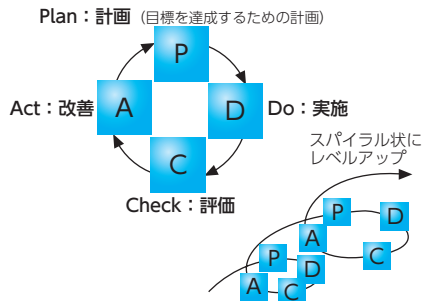 Plan：計画 (目標を達成するための計画)
P
Act：改善
A
D
Do：実施
C
Check：評価
スパイラル状に
レベルアップ
P
D
A
C
P
D
A
C